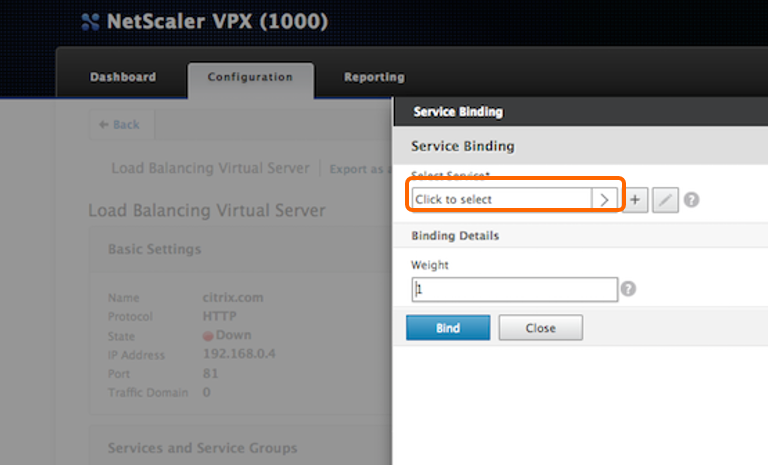 NetScaler VPX (1000)
Dashboard
Configuration
Reporting
Back
Load Balancing Virtual Server
Export as a
Load Balancing Virtual Server
Basic Settings
Name citrix.com
Protocol HTTP
State Down
IP Address 192.168.0.4
Port 81
Traffic Domain 0
Services and Service Groups
Service Binding
Service Binding
Select Service*
Click to select
+
?
Binding Details
Weight
1
?
Bind
Close